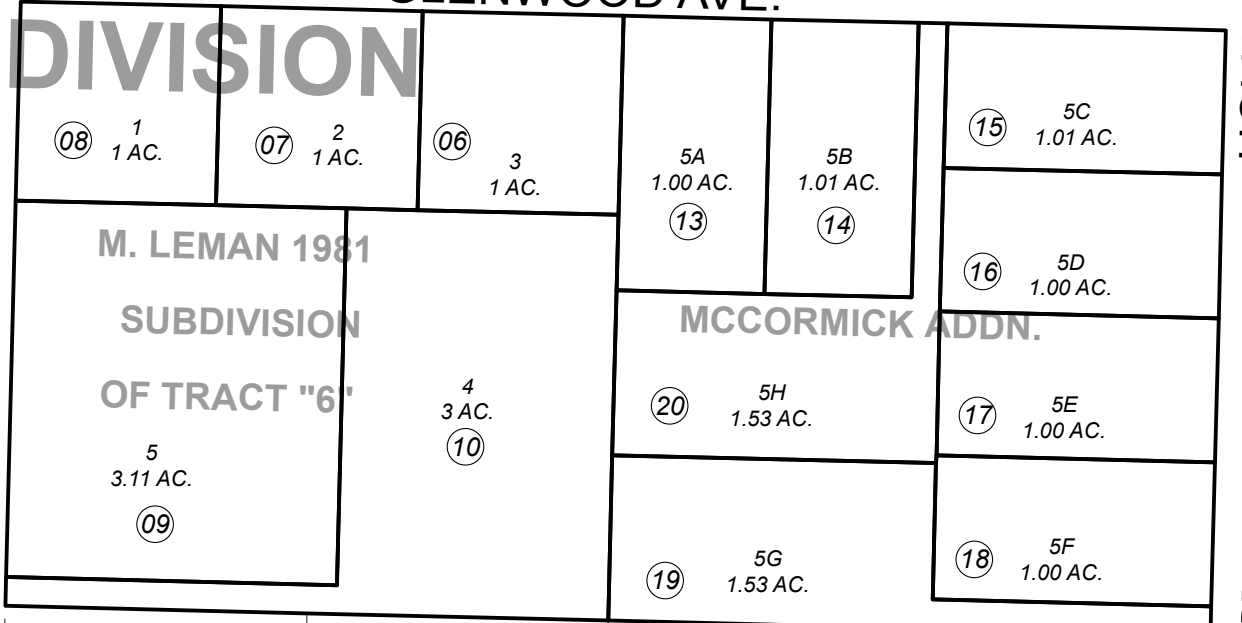 GLENWOOD AVE.
DIVISION
08
1
1 AC.
07
2
1 AC.
06
3
1 AC.
5A
1.00 AC.
13
5B
1.01 AC.
14
15
5C
1.01 AC.
16
5D
1.00 AC.
M. LEMAN 1981
SUBDIVISION
OF TRACT "6"
MCCORMICK ADDN.
5
3.11 AC.
09
4
3 AC.
10
20
5H
1.53 AC.
17
5E
1.00 AC.
19
5G
1.53 AC.
18
5F
1.00 AC.